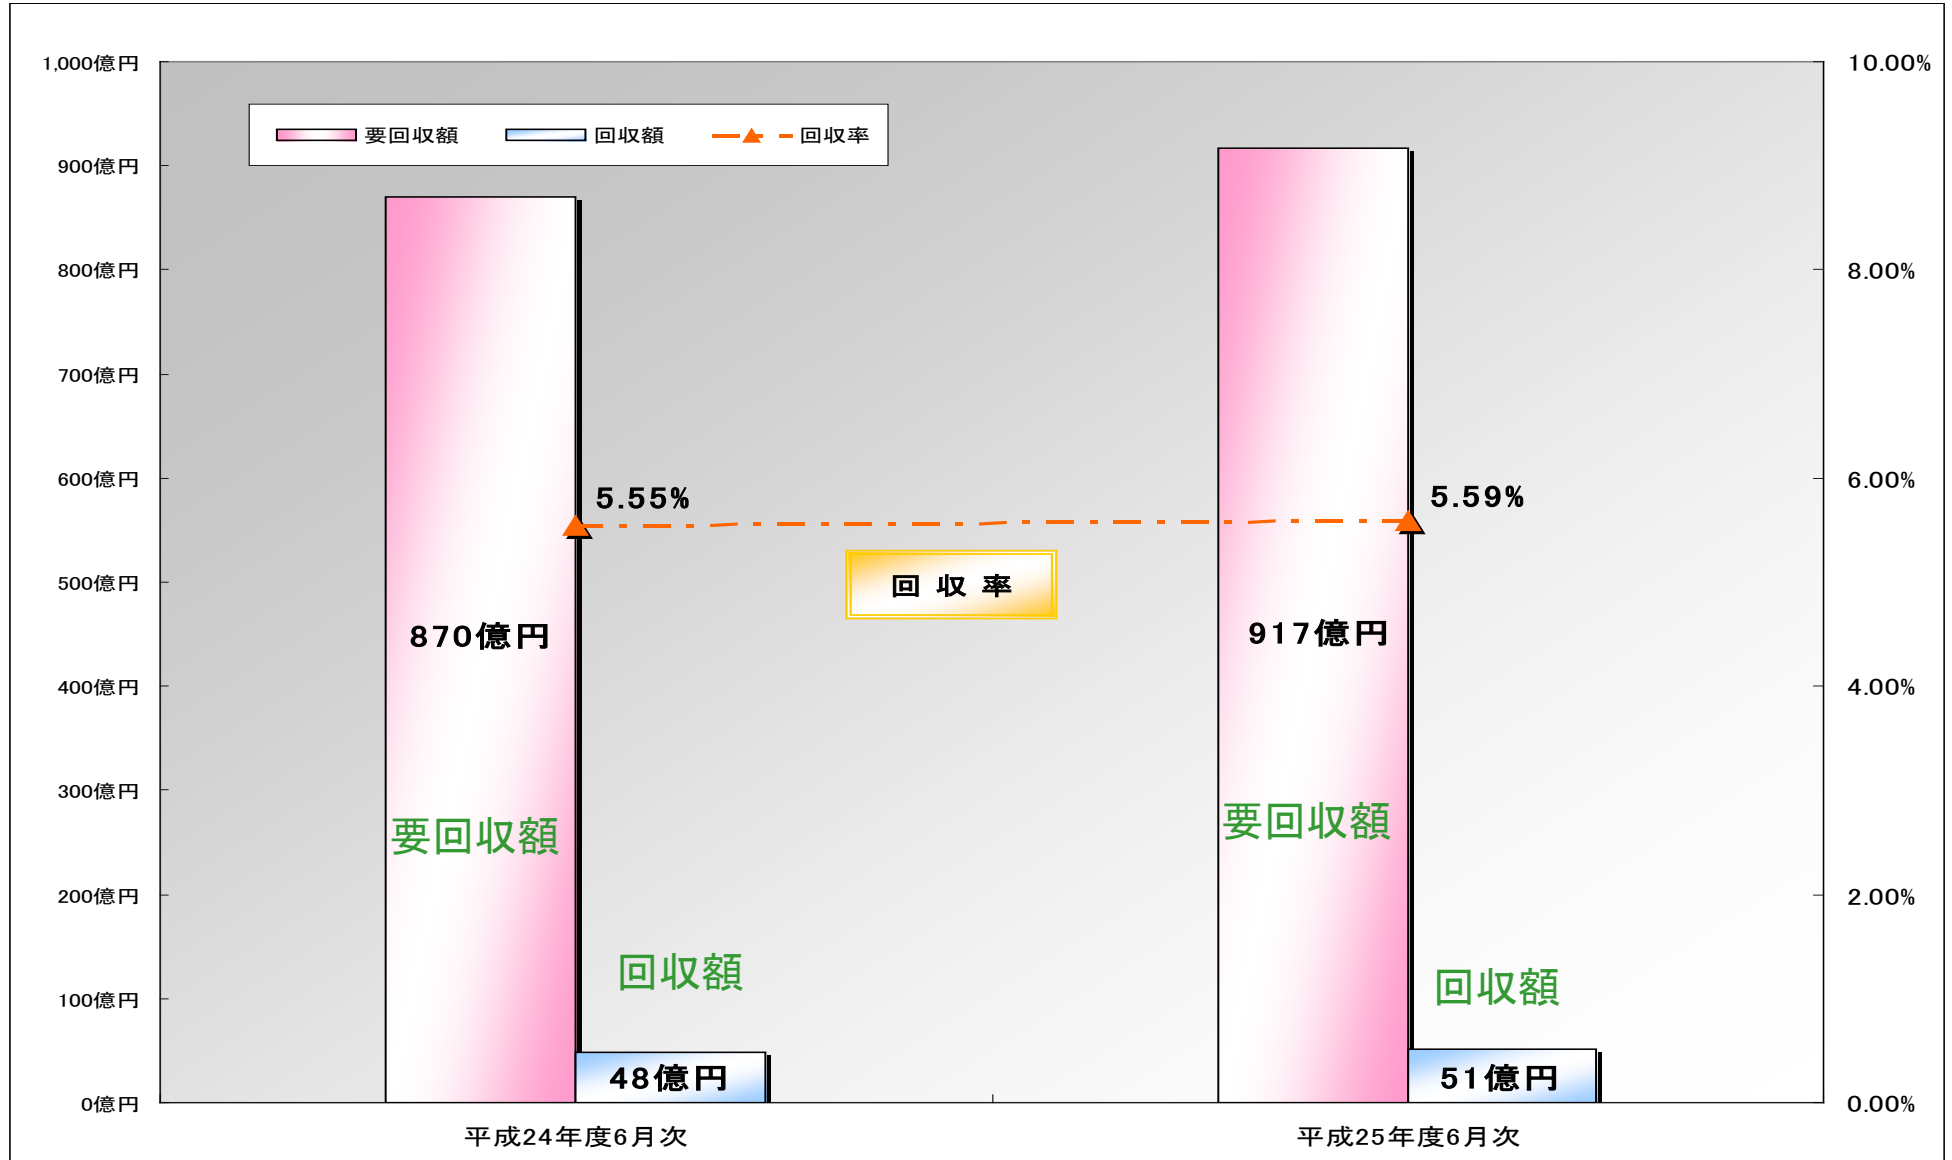 1,000億円
900億円
800億円
700億円
600億円
500億円
400億円
300億円
200億円
100億円
0億円
10.00%
8.00%
6.00%
4.00%
2.00%
0.00%
要回収額 回収額 回収率
5.55%
5.59%
回収率
870億円
917億円
要回収額
要回収額
回収額
回収額
48億円
51億円
平成24年度6月次
平成25年度6月次